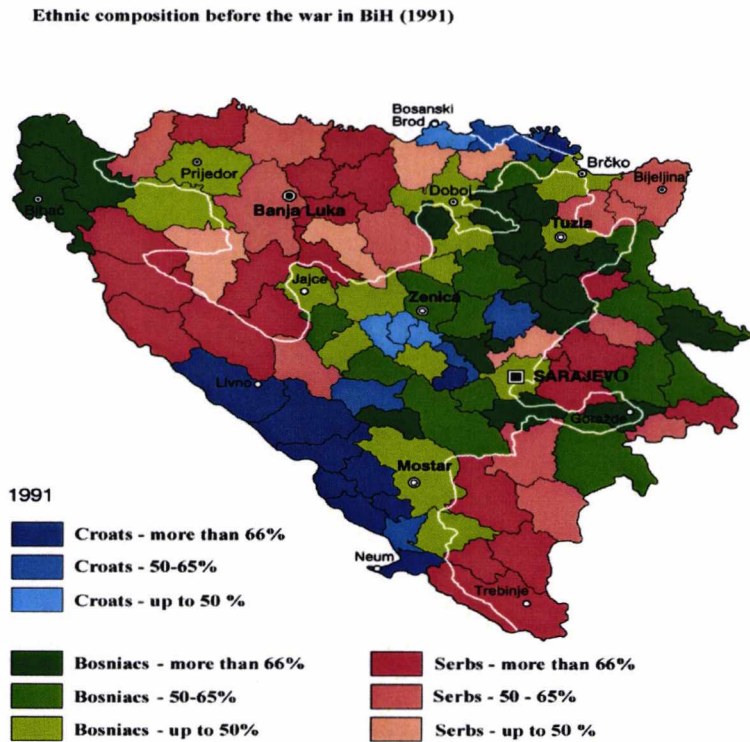 Ethnic composition before the war in BiH (1991)
Bosanski
Brod
Brčko
Prijedor
Bijeljina
Doboj
Banja Luka
Bihać
Tuzla
Jajce
Zenica
SARAJEVO
Livno
Goražde
Mostar
1991
Croats - more than 66%
Croats - 50-65%
Neum
Trebinje
Croats - up to 50 %
Bosniacs - more than 66%
Serbs - more than 66%
Bosniacs - 50-65%
Serbs - 50 - 65%
Bosniacs - up to 50%
Serbs - up to 50 %